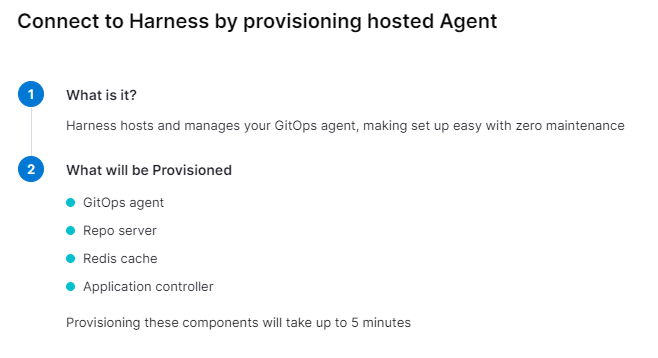 Connect to Harness by provisioning hosted Agent
1
What is it?
Harness hosts and manages your GitOps agent, making set up easy with zero maintenance
2
What will be Provisioned
GitOps agent
Repo server
Redis cache
Application controller
Provisioning these components will take up to 5 minutes